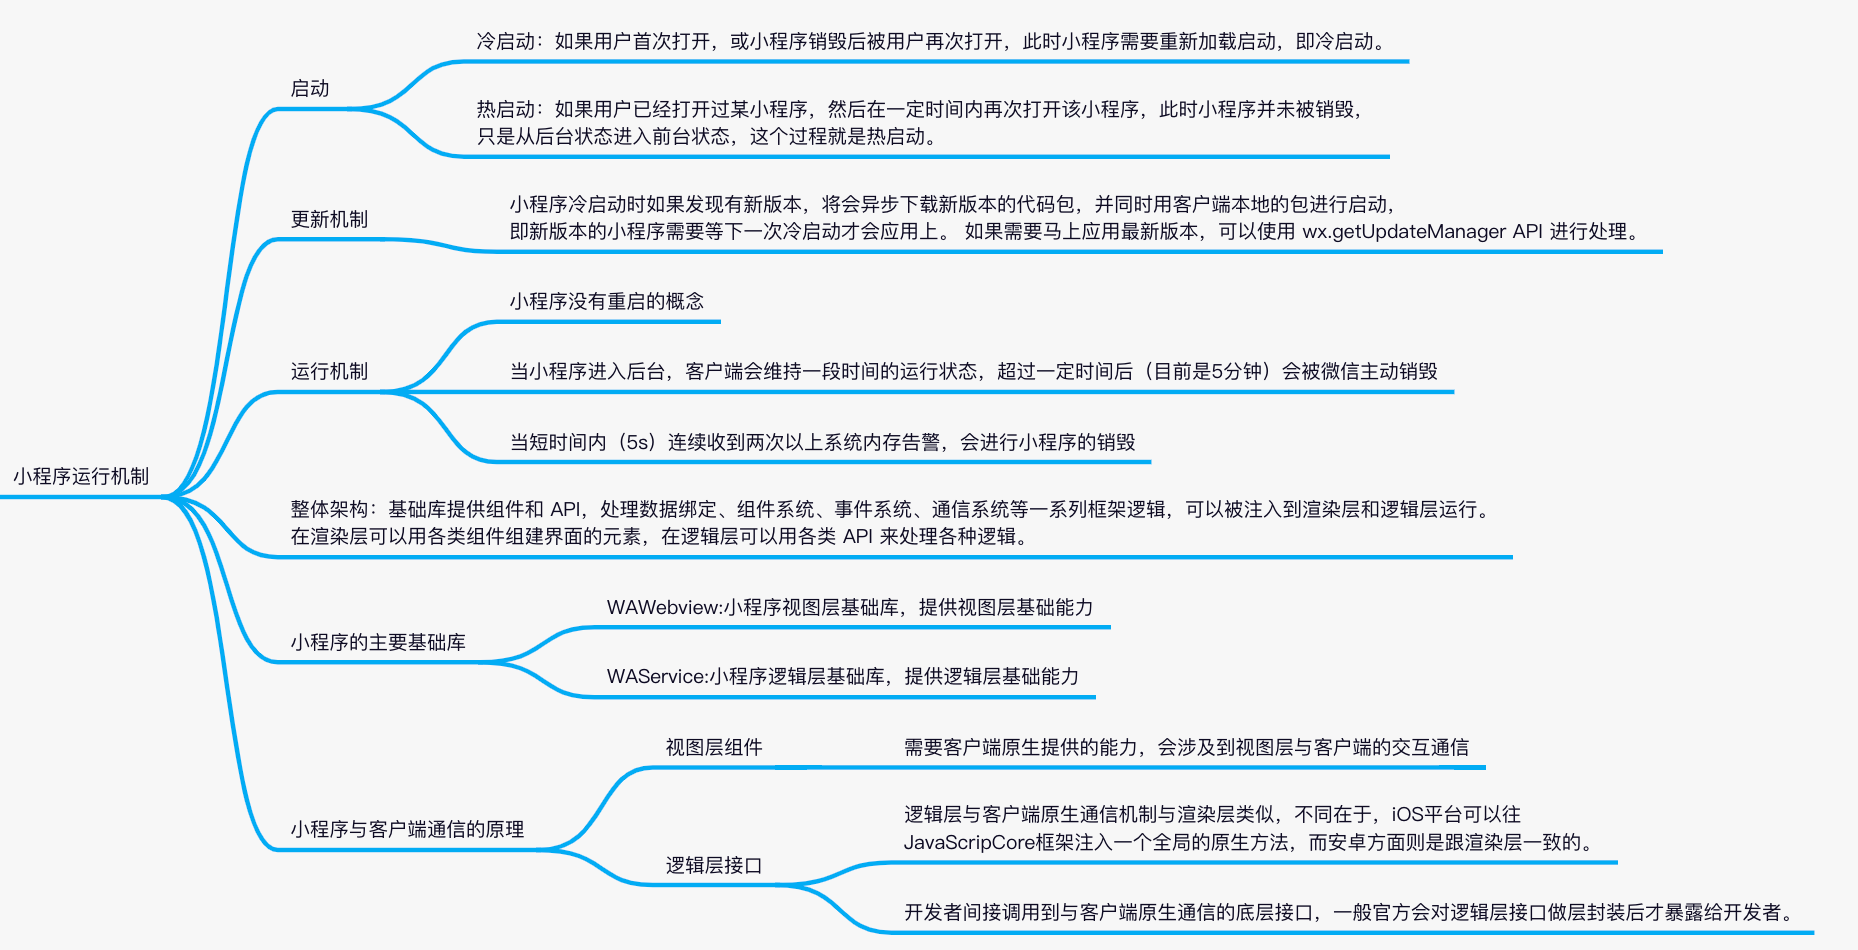 小程序运行机制
启动
冷启动：如果用户首次打开，或小程序销毁后被用户再次打开，此时小程序需要重新加载启动，即冷启动。
热启动：如果用户已经打开过某小程序，然后在一定时间内再次打开该小程序，此时小程序并未被销毁，
只是从后台状态进入前台状态，这个过程就是热启动。
更新机制
小程序冷启动时如果发现有新版本，将会异步下载新版本的代码包，并同时用客户端本地的包进行启动，
即新版本的小程序需要等下一次冷启动才会应用上。 如果需要马上应用最新版本，可以使用 wx.getUpdateManager API 进行处理。
运行机制
小程序没有重启的概念
当小程序进入后台，客户端会维持一段时间的运行状态，超过一定时间后（目前是5分钟）会被微信主动销毁
当短时间内（5s）连续收到两次以上系统内存告警，会进行小程序的销毁
整体架构：基础库提供组件和 API，处理数据绑定、组件系统、事件系统、通信系统等一系列框架逻辑，可以被注入到渲染层和逻辑层运行。
在渲染层可以用各类组件组建界面的元素，在逻辑层可以用各类 API 来处理各种逻辑。
小程序的主要基础库
WAWebview:小程序视图层基础库，提供视图层基础能力
WAService:小程序逻辑层基础库，提供逻辑层基础能力
小程序与客户端通信的原理
视图层组件
需要客户端原生提供的能力，会涉及到视图层与客户端的交互通信
逻辑层接口
逻辑层与客户端原生通信机制与渲染层类似，不同在于，iOS平台可以往
JavaScripCore框架注入一个全局的原生方法，而安卓方面则是跟渲染层一致的。
开发者间接调用到与客户端原生通信的底层接口，一般官方会对逻辑层接口做层封装后才暴露给开发者。